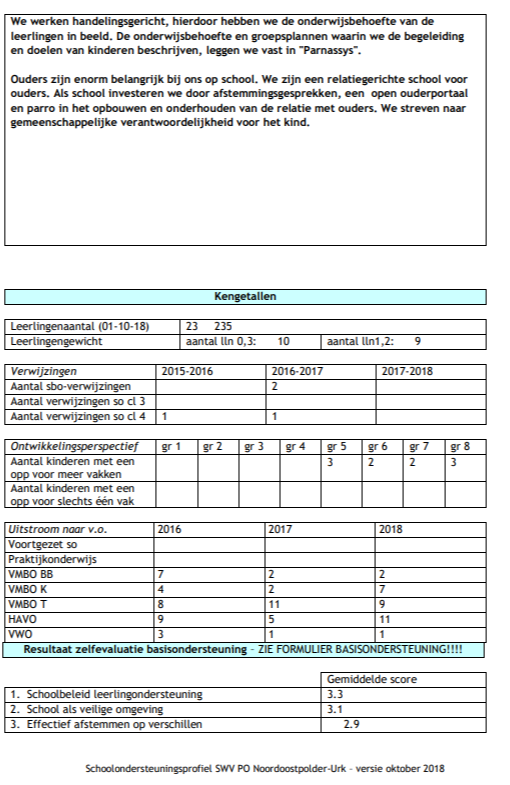 We werken handelingsgericht, hierdoor hebben we de onderwijsbehoefte van de
leerlingen in beeld. De onderwijsbehoefte en groepsplannen waarin we de begeleiding
en doelen van kinderen beschrijven, leggen we vast in "Parnassys".
Ouders zijn enorm belangrijk bij ons op school. We zijn een relatiegerichte school voor
ouders. Als school investeren we door afstemmingsgesprekken, een open ouderportaal
en parro in het opbouwen en onderhouden van de relatie met ouders. We streven naar
gemeenschappelijke verantwoordelijkheid voor het kind.
Kengetallen
Leerlingenaantal (01-10-18) 23 235
Leerlingengewicht aantal lln 0,3: 10 aantal lln1,2: 9
Verwijzingen 2015-2016 2016-2017 2017-2018
Aantal sbo-verwijzingen 2
Aantal verwijzingen so cl 3
Aantal verwijzingen so cl 4 1 1
Ontwikkelingsperspectief gr 1 gr 2 gr 3 gr 4 gr 5 gr 6 gr 7 gr 8
Aantal kinderen met een 3 2 2 3
opp voor meer vakken
Aantal kinderen met een
opp voor slechts één vak
Uitstroom naar v.o. 2016 2017 2018
Voortgezet so
Praktijkonderwijs
VMBO BB 7 2 2
VMBO K 4 2 7
VMBO T 8 11 9
HAVO 9 5 11
VWO 3 1 1
Resultaat zelfevaluatie basisondersteuning – ZIE FORMULIER BASISONDERSTEUNING!!!!
Gemiddelde score
1. Schoolbeleid leerlingondersteuning 3.3
2. School als veilige omgeving 3.1
3. Effectief afstemmen op verschillen 2.9
Schoolondersteuningsprofiel SWV PO Noordoostpolder-Urk – versie oktober 2018